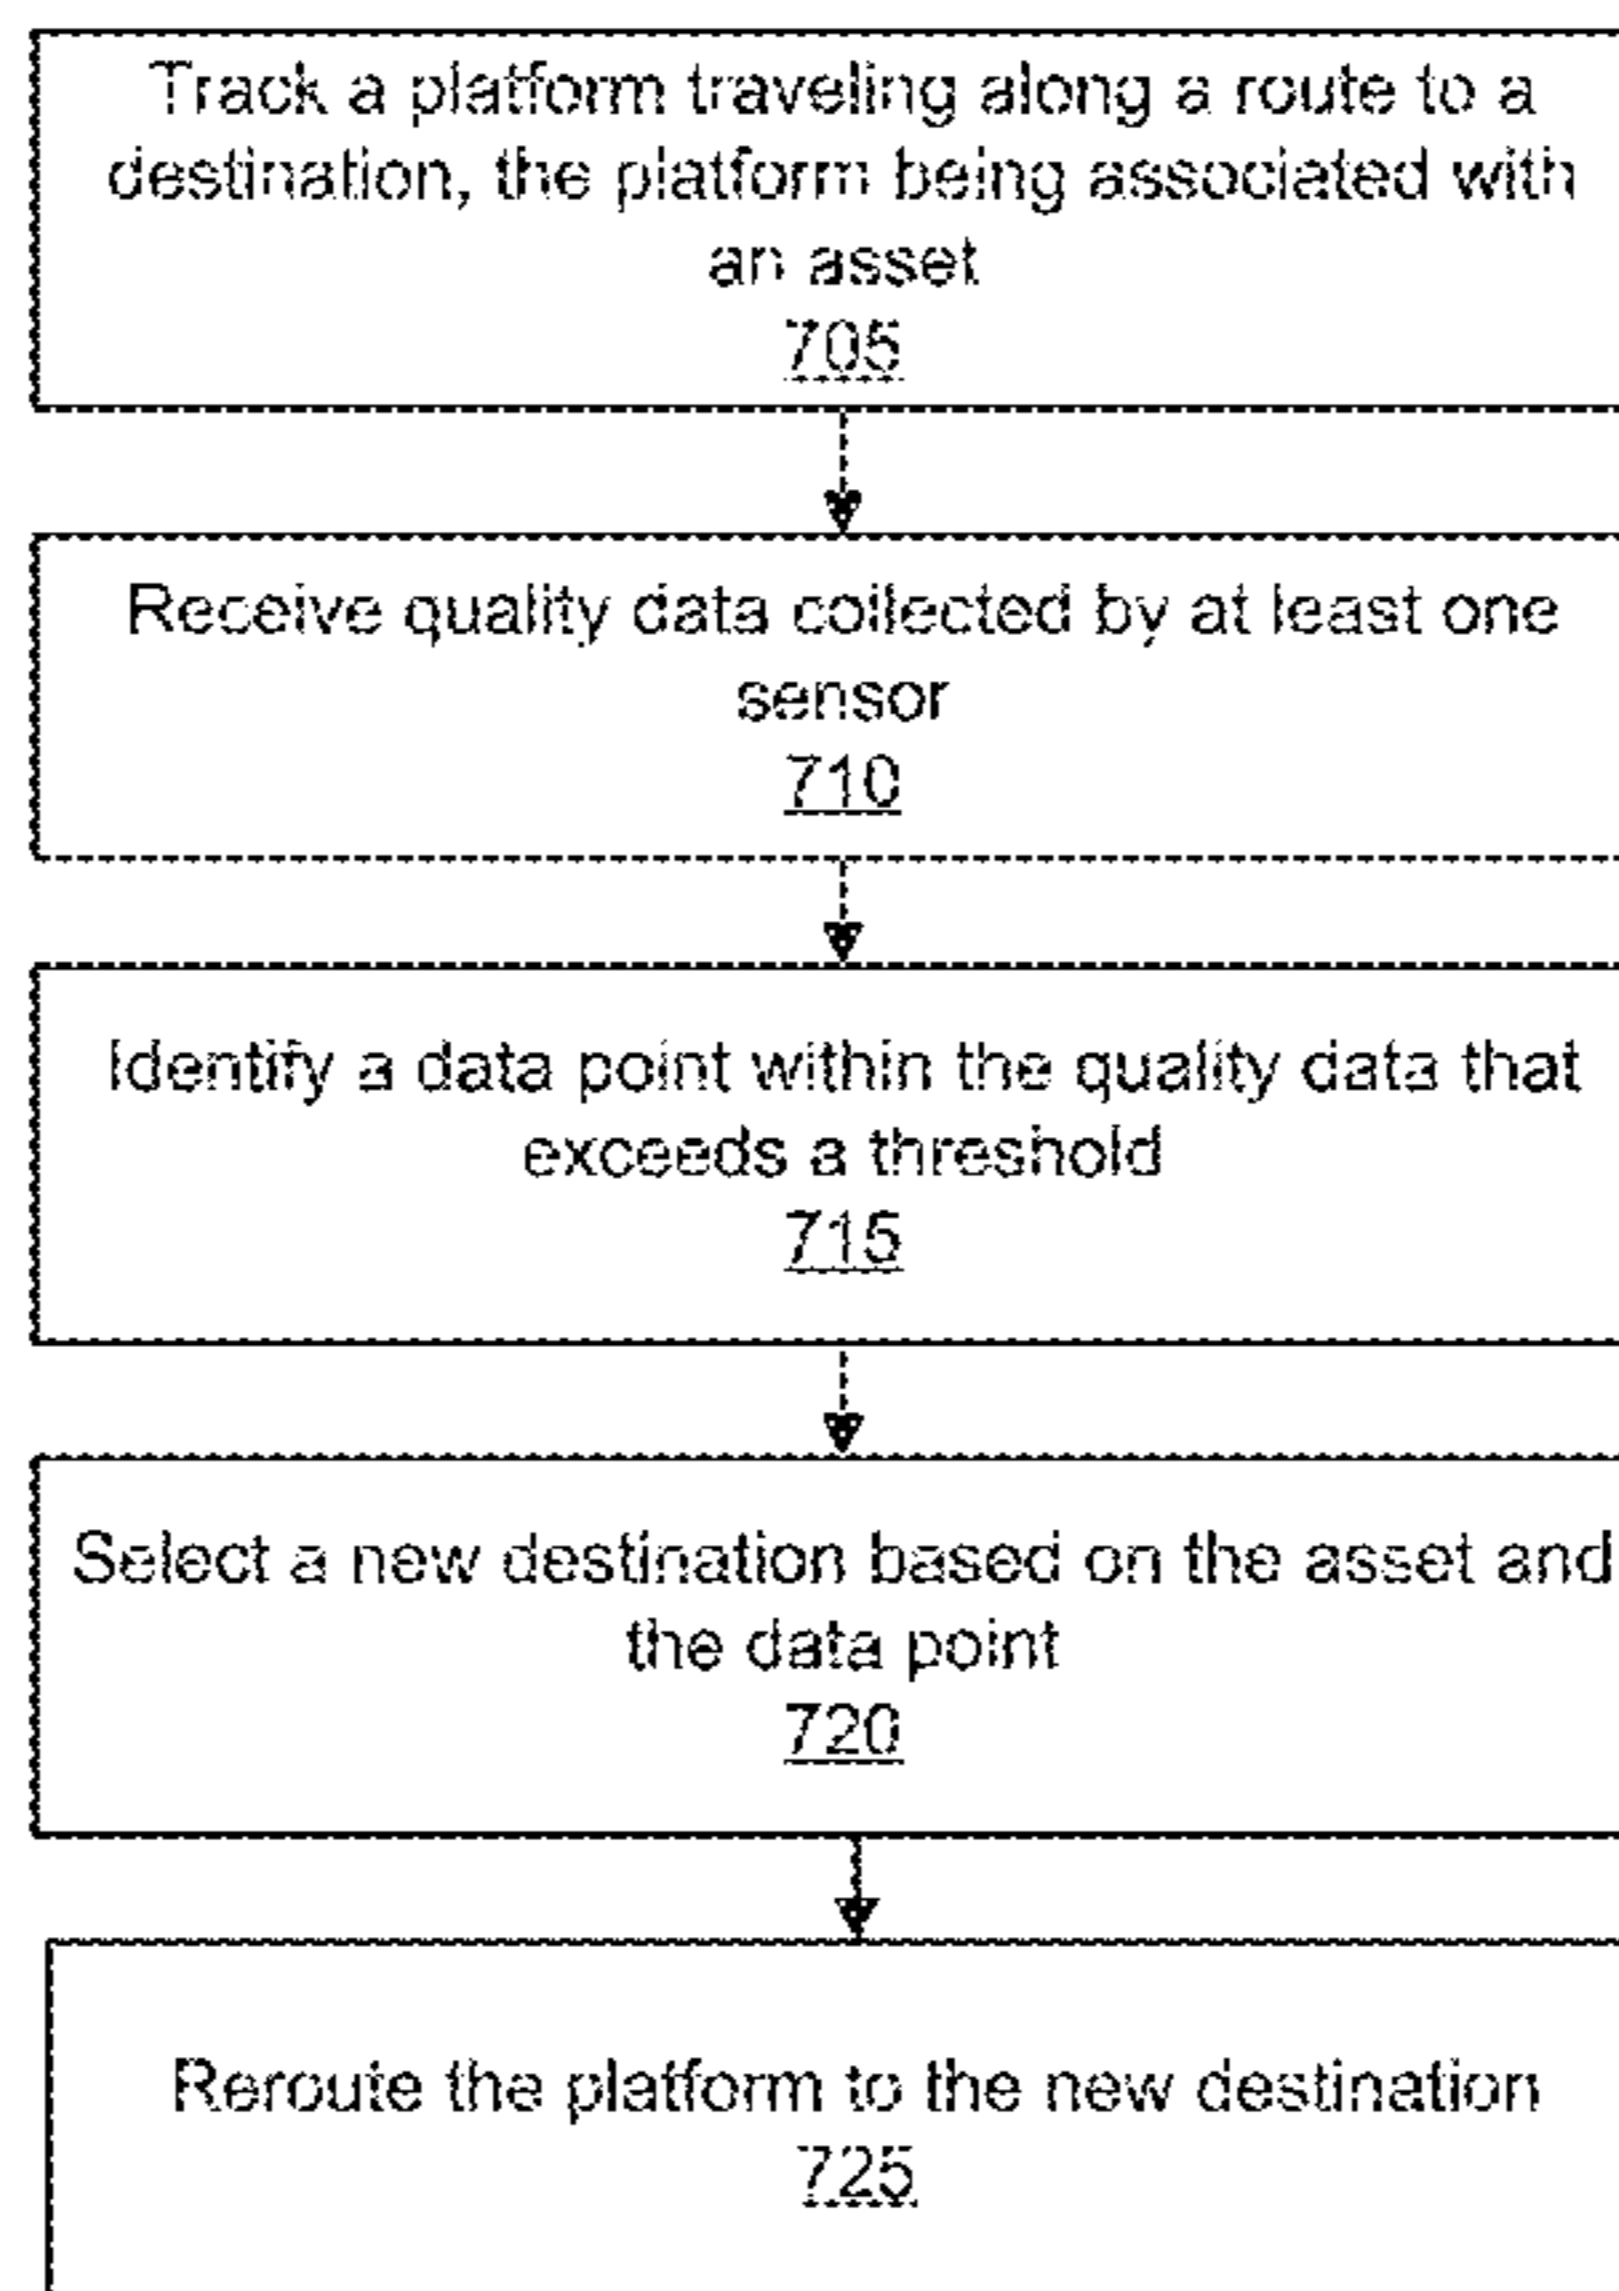 Track a platform traveling along a route to a
destination, the platform being associated with
an asset
705
Receive quality data collected by at least one
sensor
710
Identify a data point within the quality data that
exceeds a threshold
715
Select a new destination based on the asset and
the data point
720
Reroute the platform to the new destination
725